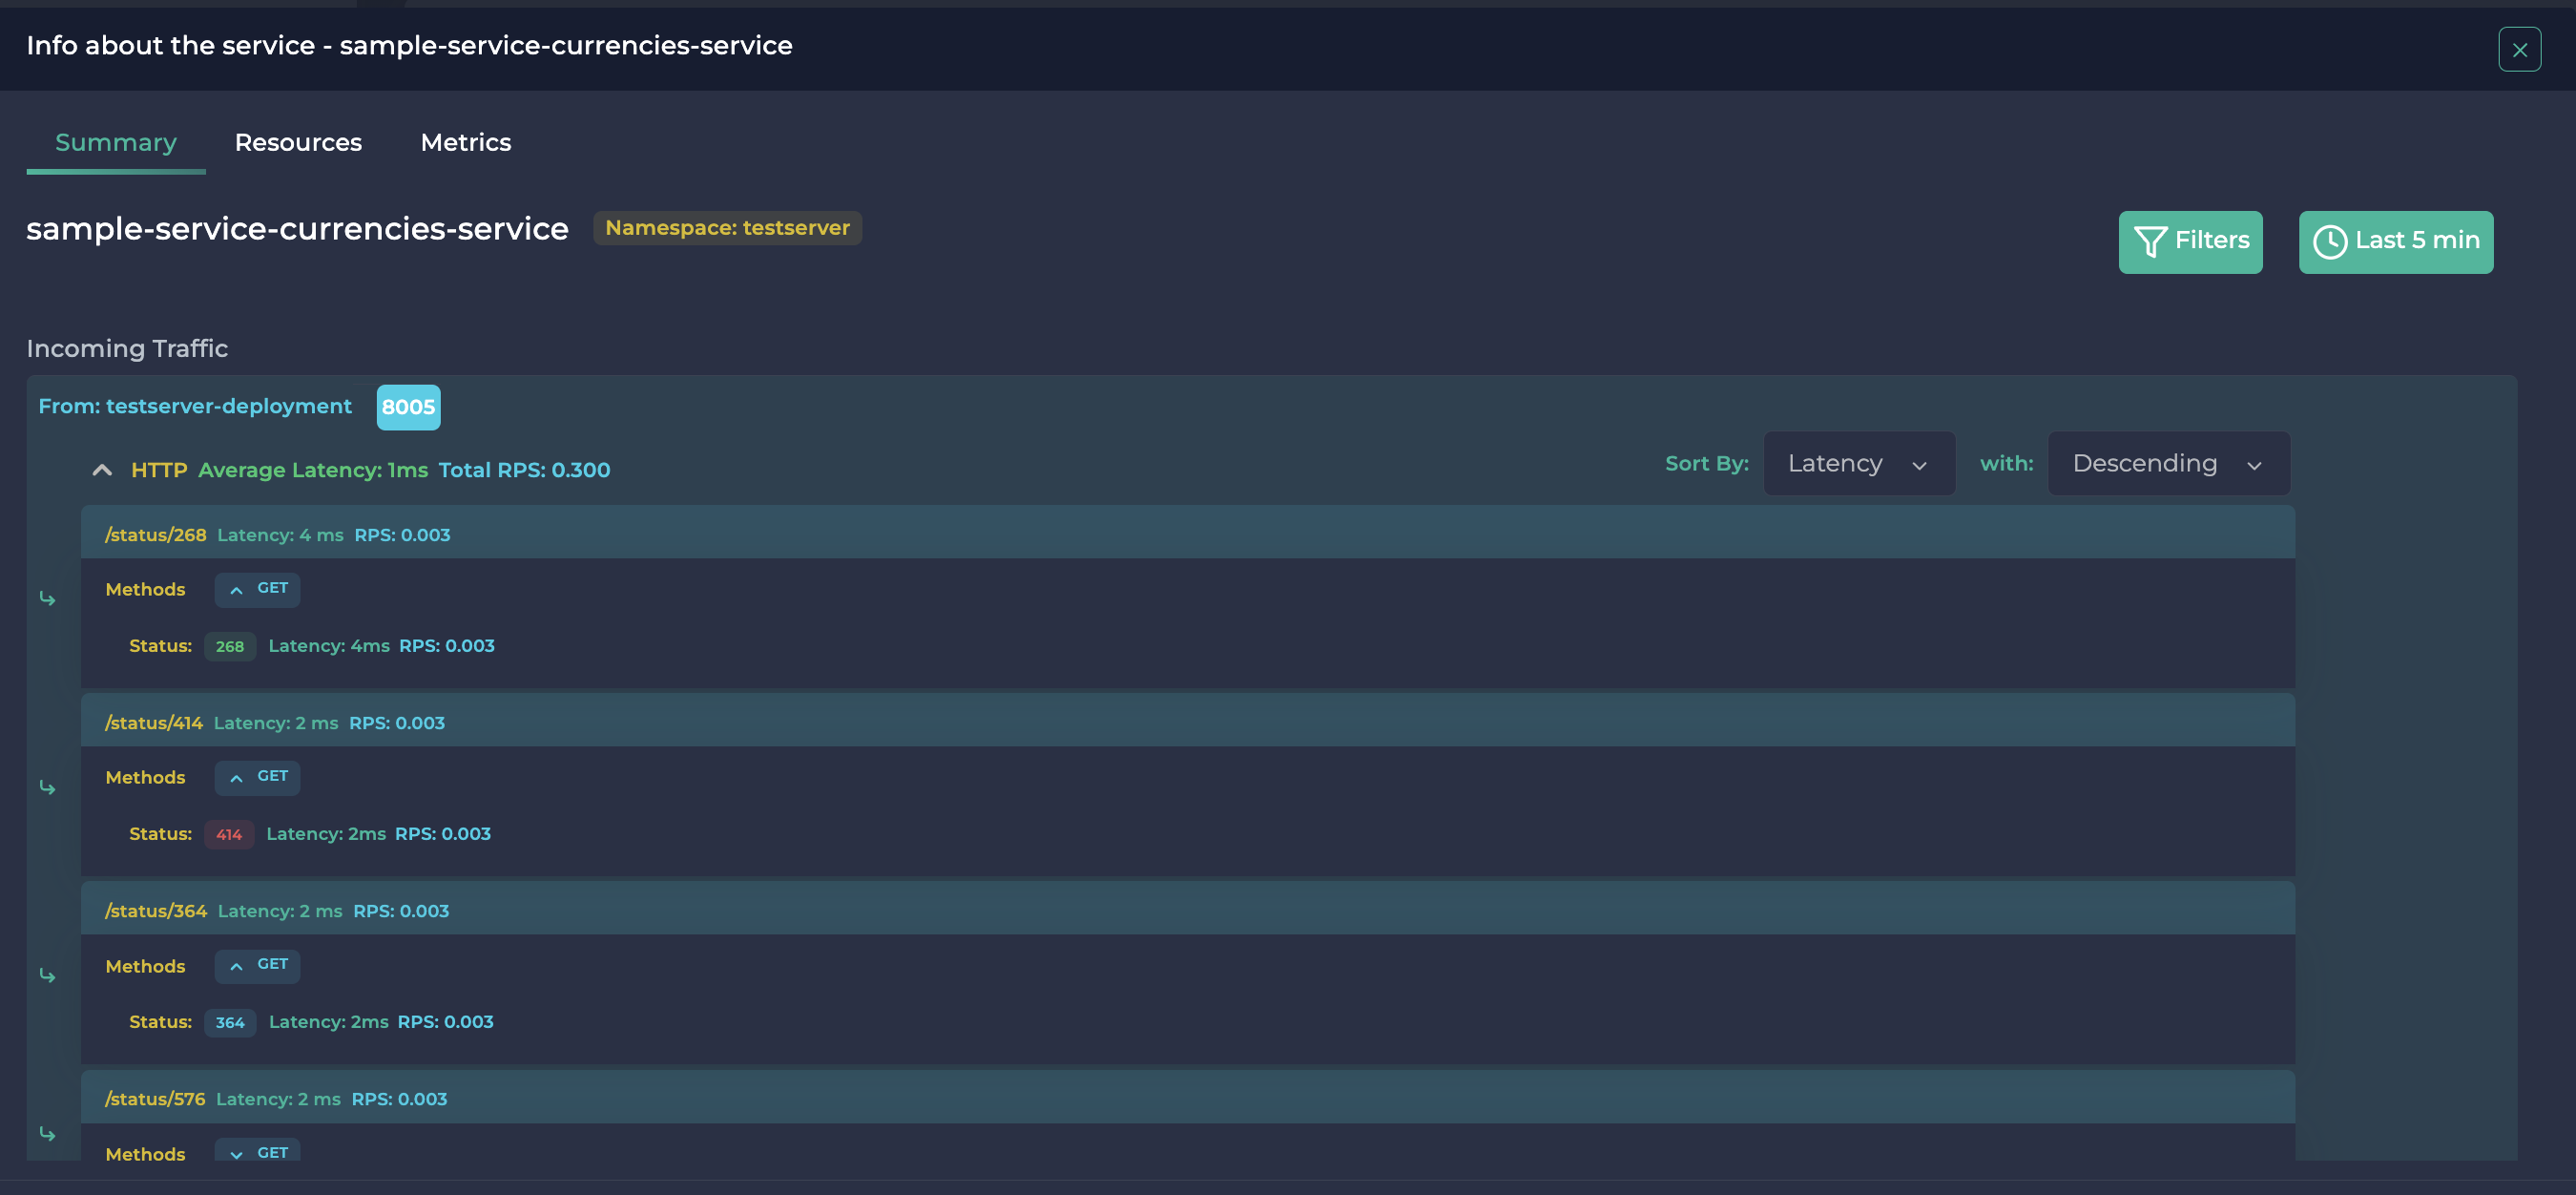 Info about the service - sample-service-currencies-service
Summary Resources Metrics
sample-service-currencies-service Namespace: testserver Filters Last 5 min
Incoming Traffic
From: testserver-deployment 8005
HTTP Average Latency: 1ms Total RPS: 0.300 Sort By: Latency with: Descending
/status/268 Latency: 4 ms RPS: 0.003
Methods GET
Status: 268 Latency: 4ms RPS: 0.003
/status/414 Latency: 2 ms RPS: 0.003
Methods GET
Status: 414 Latency: 2ms RPS: 0.003
/status/364 Latency: 2 ms RPS: 0.003
Methods GET
Status: 364 Latency: 2ms RPS: 0.003
/status/576 Latency: 2 ms RPS: 0.003
Methods GET